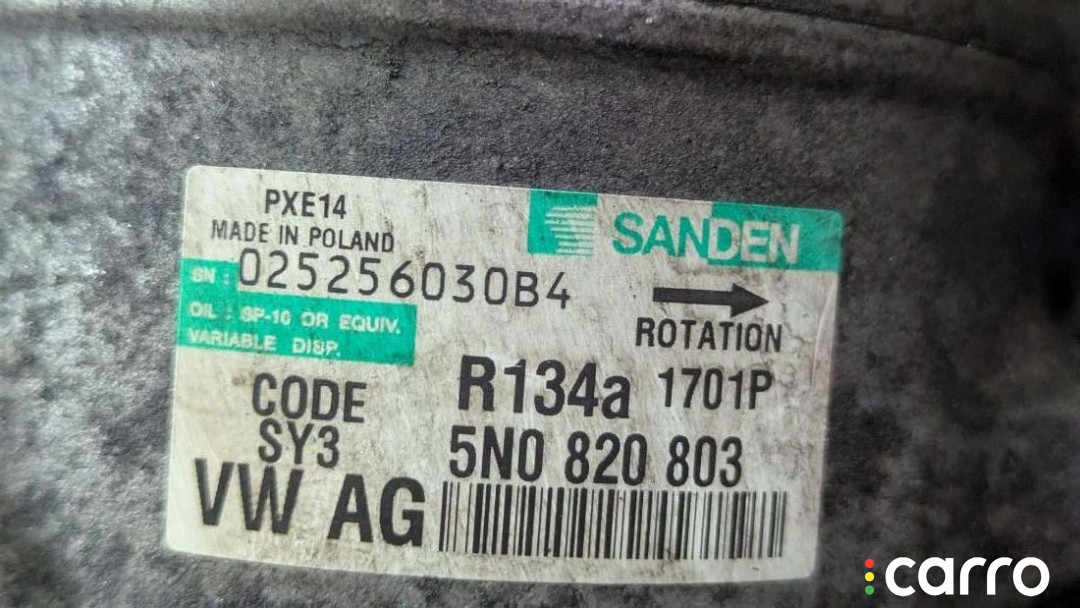 PXE14
MADE IN POLAND
SANDEN
SN : 025256030B4
OIL : SP-10 OR EQUIV.
VARIABLE DISP.
ROTATION
CODE
SY3
R134a 1701P
5N0 820 803
VW AG
carro